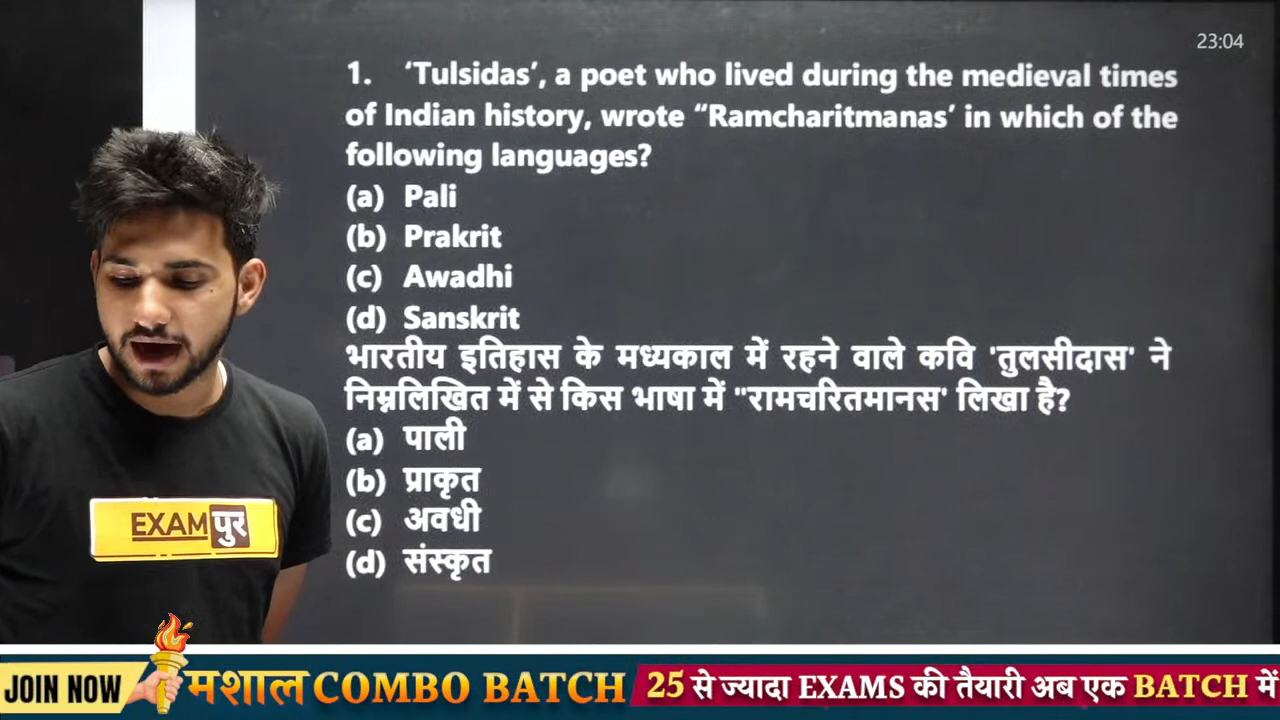 23:04
1. ‘Tulsidas’, a poet who lived during the medieval times
of Indian history, wrote “Ramcharitmanas’ in which of the
following languages?
(a) Pali
(b) Prakrit
(c) Awadhi
(d) Sanskrit
भारतीय इतिहास के मध्यकाल में रहने वाले कवि 'तुलसीदास' ने
निम्नलिखित में से किस भाषा में "रामचरितमानस' लिखा है?
(a) पाली
(b) प्राकृत
(c) अवधी
(d) संस्कृत
EXAMपुर
JOIN NOW मशाल COMBO BATCH 25 से ज्यादा EXAMS की तैयारी अब एक BATCH में